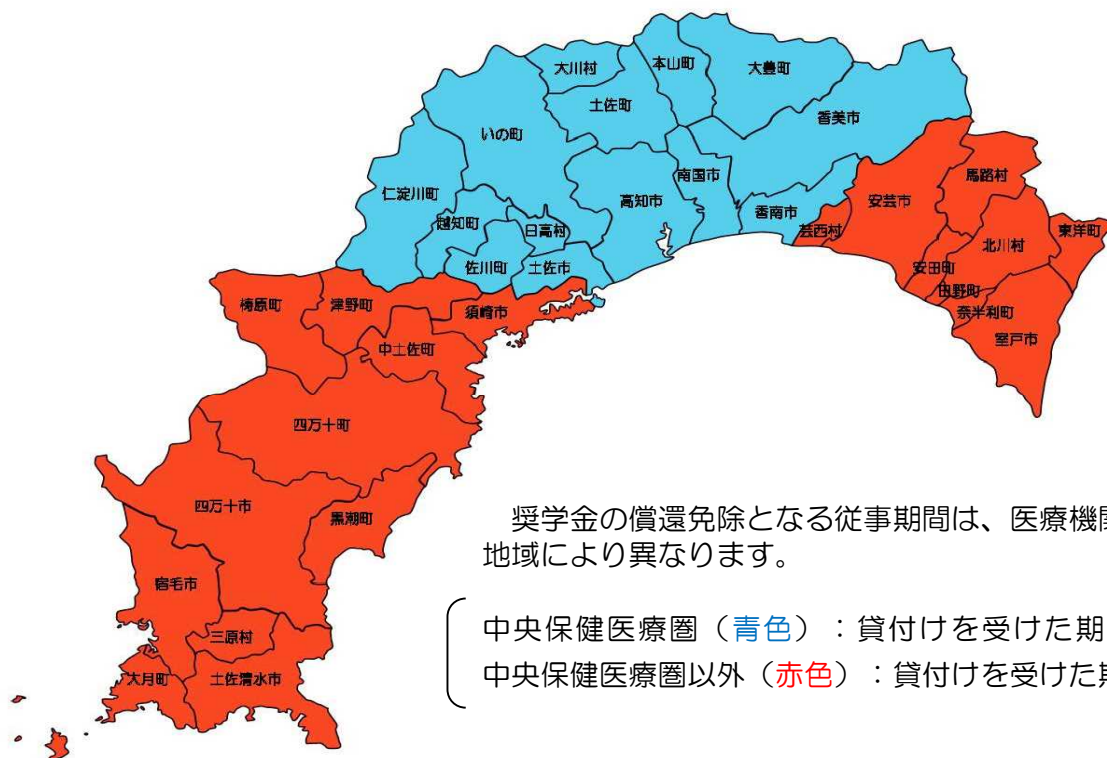 大川村
本山町
大豊町
土佐町
香美市
いの町
仁淀川町
南国市
高知市
馬路村
安芸市
越知町
日高村
香南市
芸西村
東洋町
北川村
佐川町
土佐市
安田町
田野町
奈半利町
室戸市
梼原町
津野町
須崎市
中土佐町
四万十町
四万十市
黒潮町
宿毛市
三原村
大月町
土佐清水市
奨学金の償還免除となる従事期間は、医療機関
地域により異なります。
中央保健医療圏（青色）：貸付けを受けた期
中央保健医療圏以外（赤色）：貸付けを受けた期